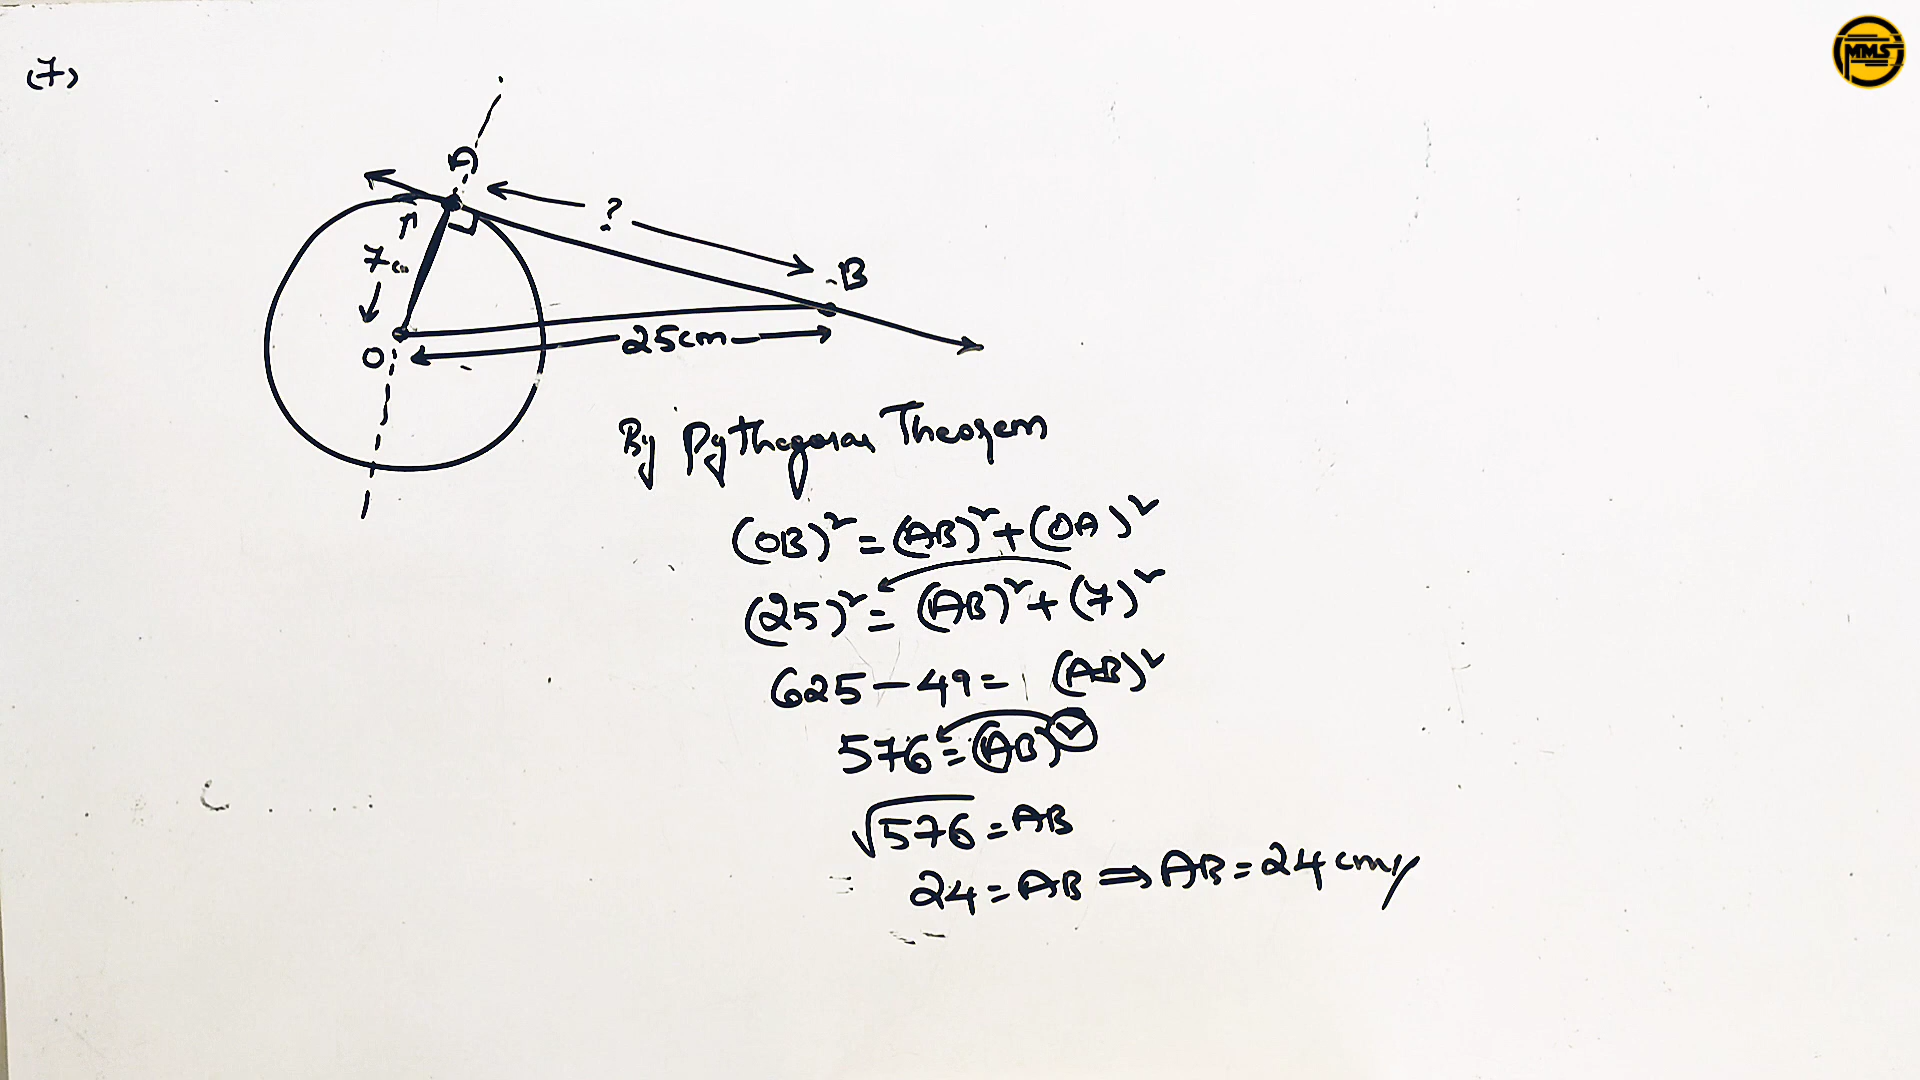 (7)
MMS
A
?
B
7cm
25cm
O
By Pythagoras Theorem
(OB)² = (AB)² + (OA)²
(25)² = (AB)² + (7)²
625 - 49 = (AB)²
576 = (AB)²
√576 = AB
24 = AB ⇒ AB = 24 cm//